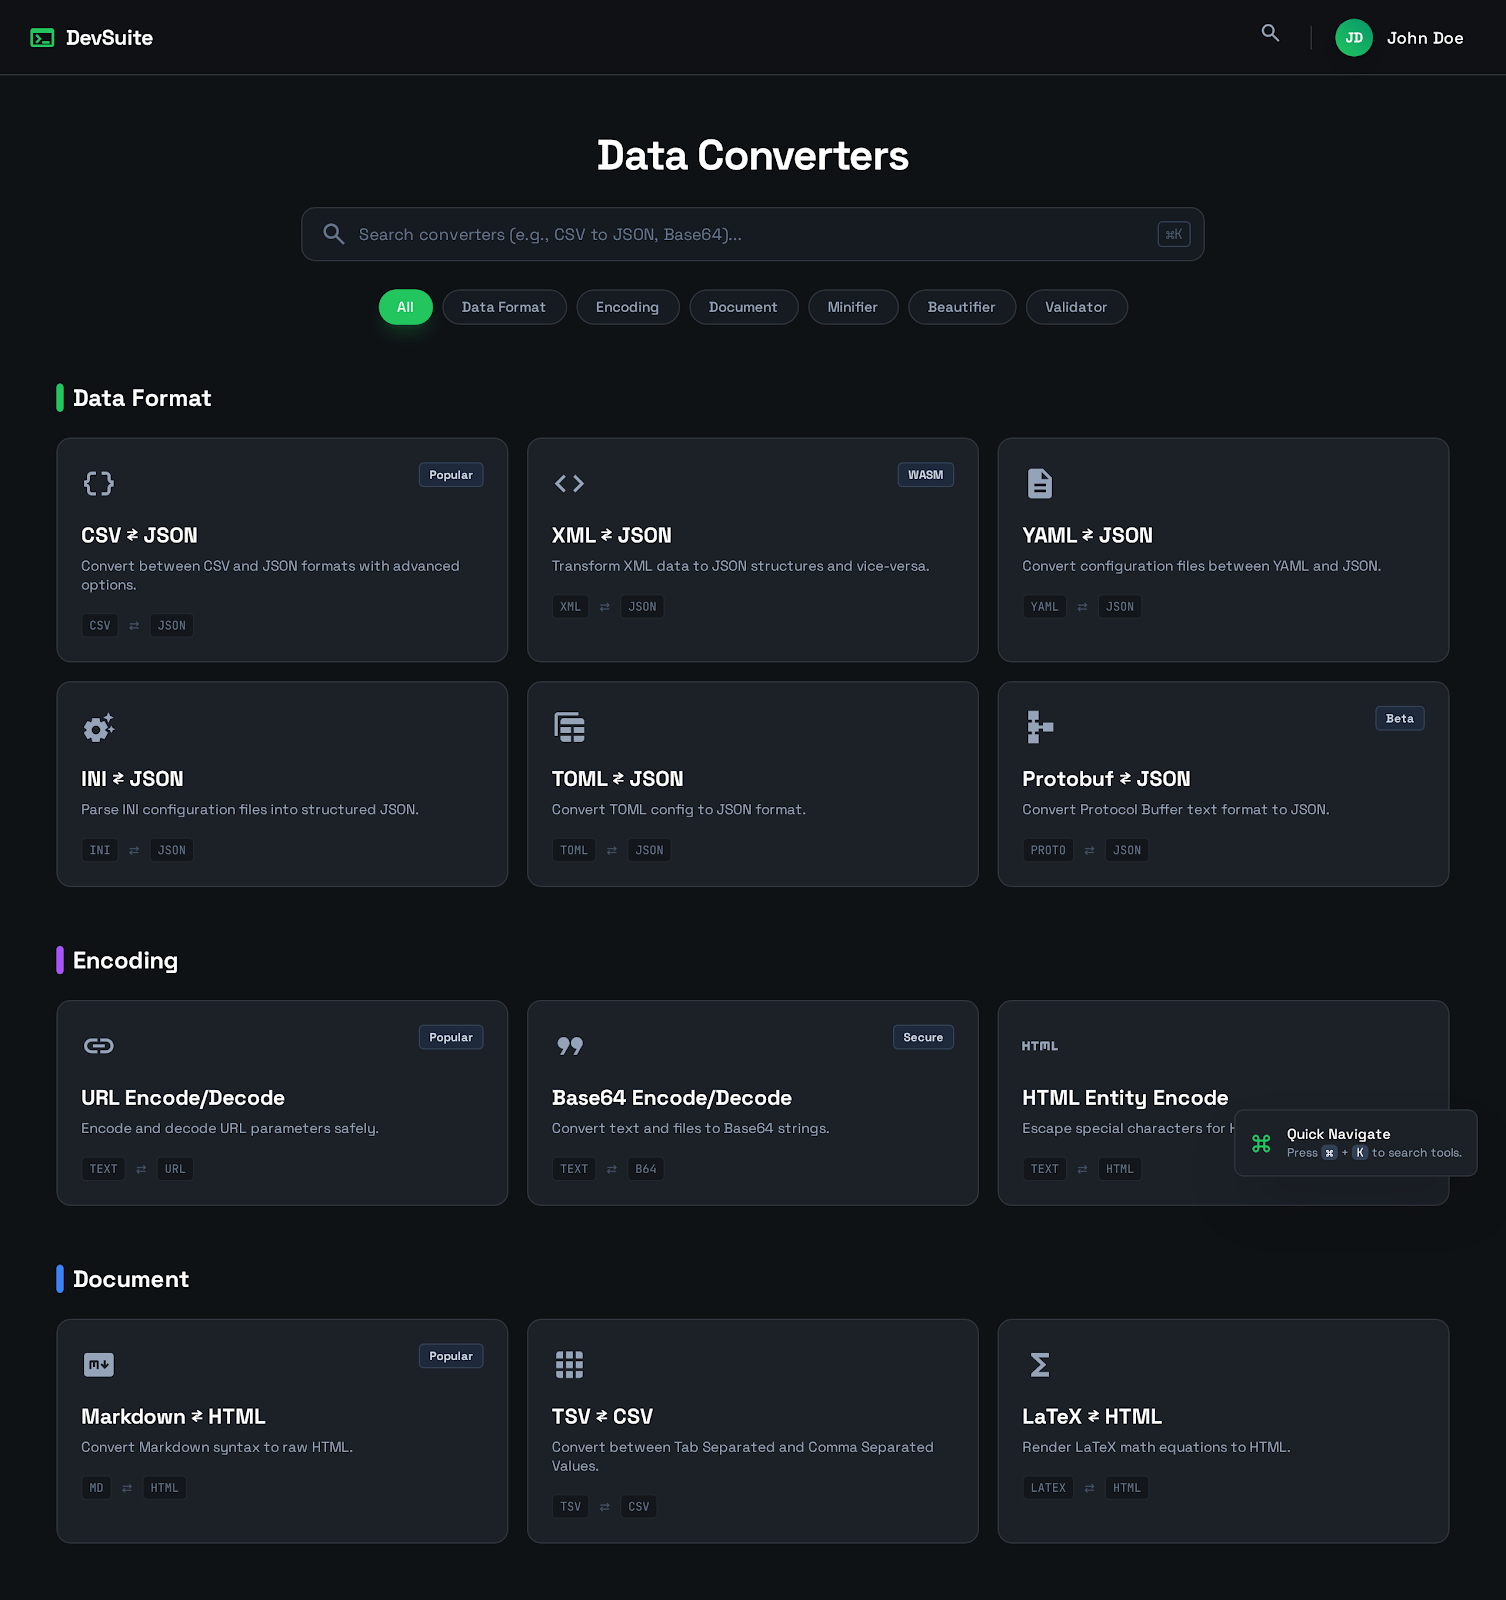 DevSuite
JD
John Doe
Data Converters
Search converters (e.g., CSV to JSON, Base64)...
⌘K
All
Data Format
Encoding
Document
Minifier
Beautifier
Validator
Data Format
Popular
CSV ⇄ JSON
Convert between CSV and JSON formats with advanced
options.
CSV ⇄ JSON
WASM
XML ⇄ JSON
Transform XML data to JSON structures and vice-versa.
XML ⇄ JSON
YAML ⇄ JSON
Convert configuration files between YAML and JSON.
YAML ⇄ JSON
INI ⇄ JSON
Parse INI configuration files into structured JSON.
INI ⇄ JSON
TOML ⇄ JSON
Convert TOML config to JSON format.
TOML ⇄ JSON
Beta
Protobuf ⇄ JSON
Convert Protocol Buffer text format to JSON.
PROTO ⇄ JSON
Encoding
Popular
URL Encode/Decode
Encode and decode URL parameters safely.
TEXT ⇄ URL
Secure
Base64 Encode/Decode
Convert text and files to Base64 strings.
TEXT ⇄ B64
HTML
HTML Entity Encode
Escape special characters for
TEXT ⇄ HTML
Quick Navigate
Press ⌘ + K to search tools.
Document
M
Popular
Markdown ⇄ HTML
Convert Markdown syntax to raw HTML.
MD ⇄ HTML
TSV ⇄ CSV
Convert between Tab Separated and Comma Separated
Values.
TSV ⇄ CSV
Σ
LaTeX ⇄ HTML
Render LaTeX math equations to HTML.
LATEX ⇄ HTML